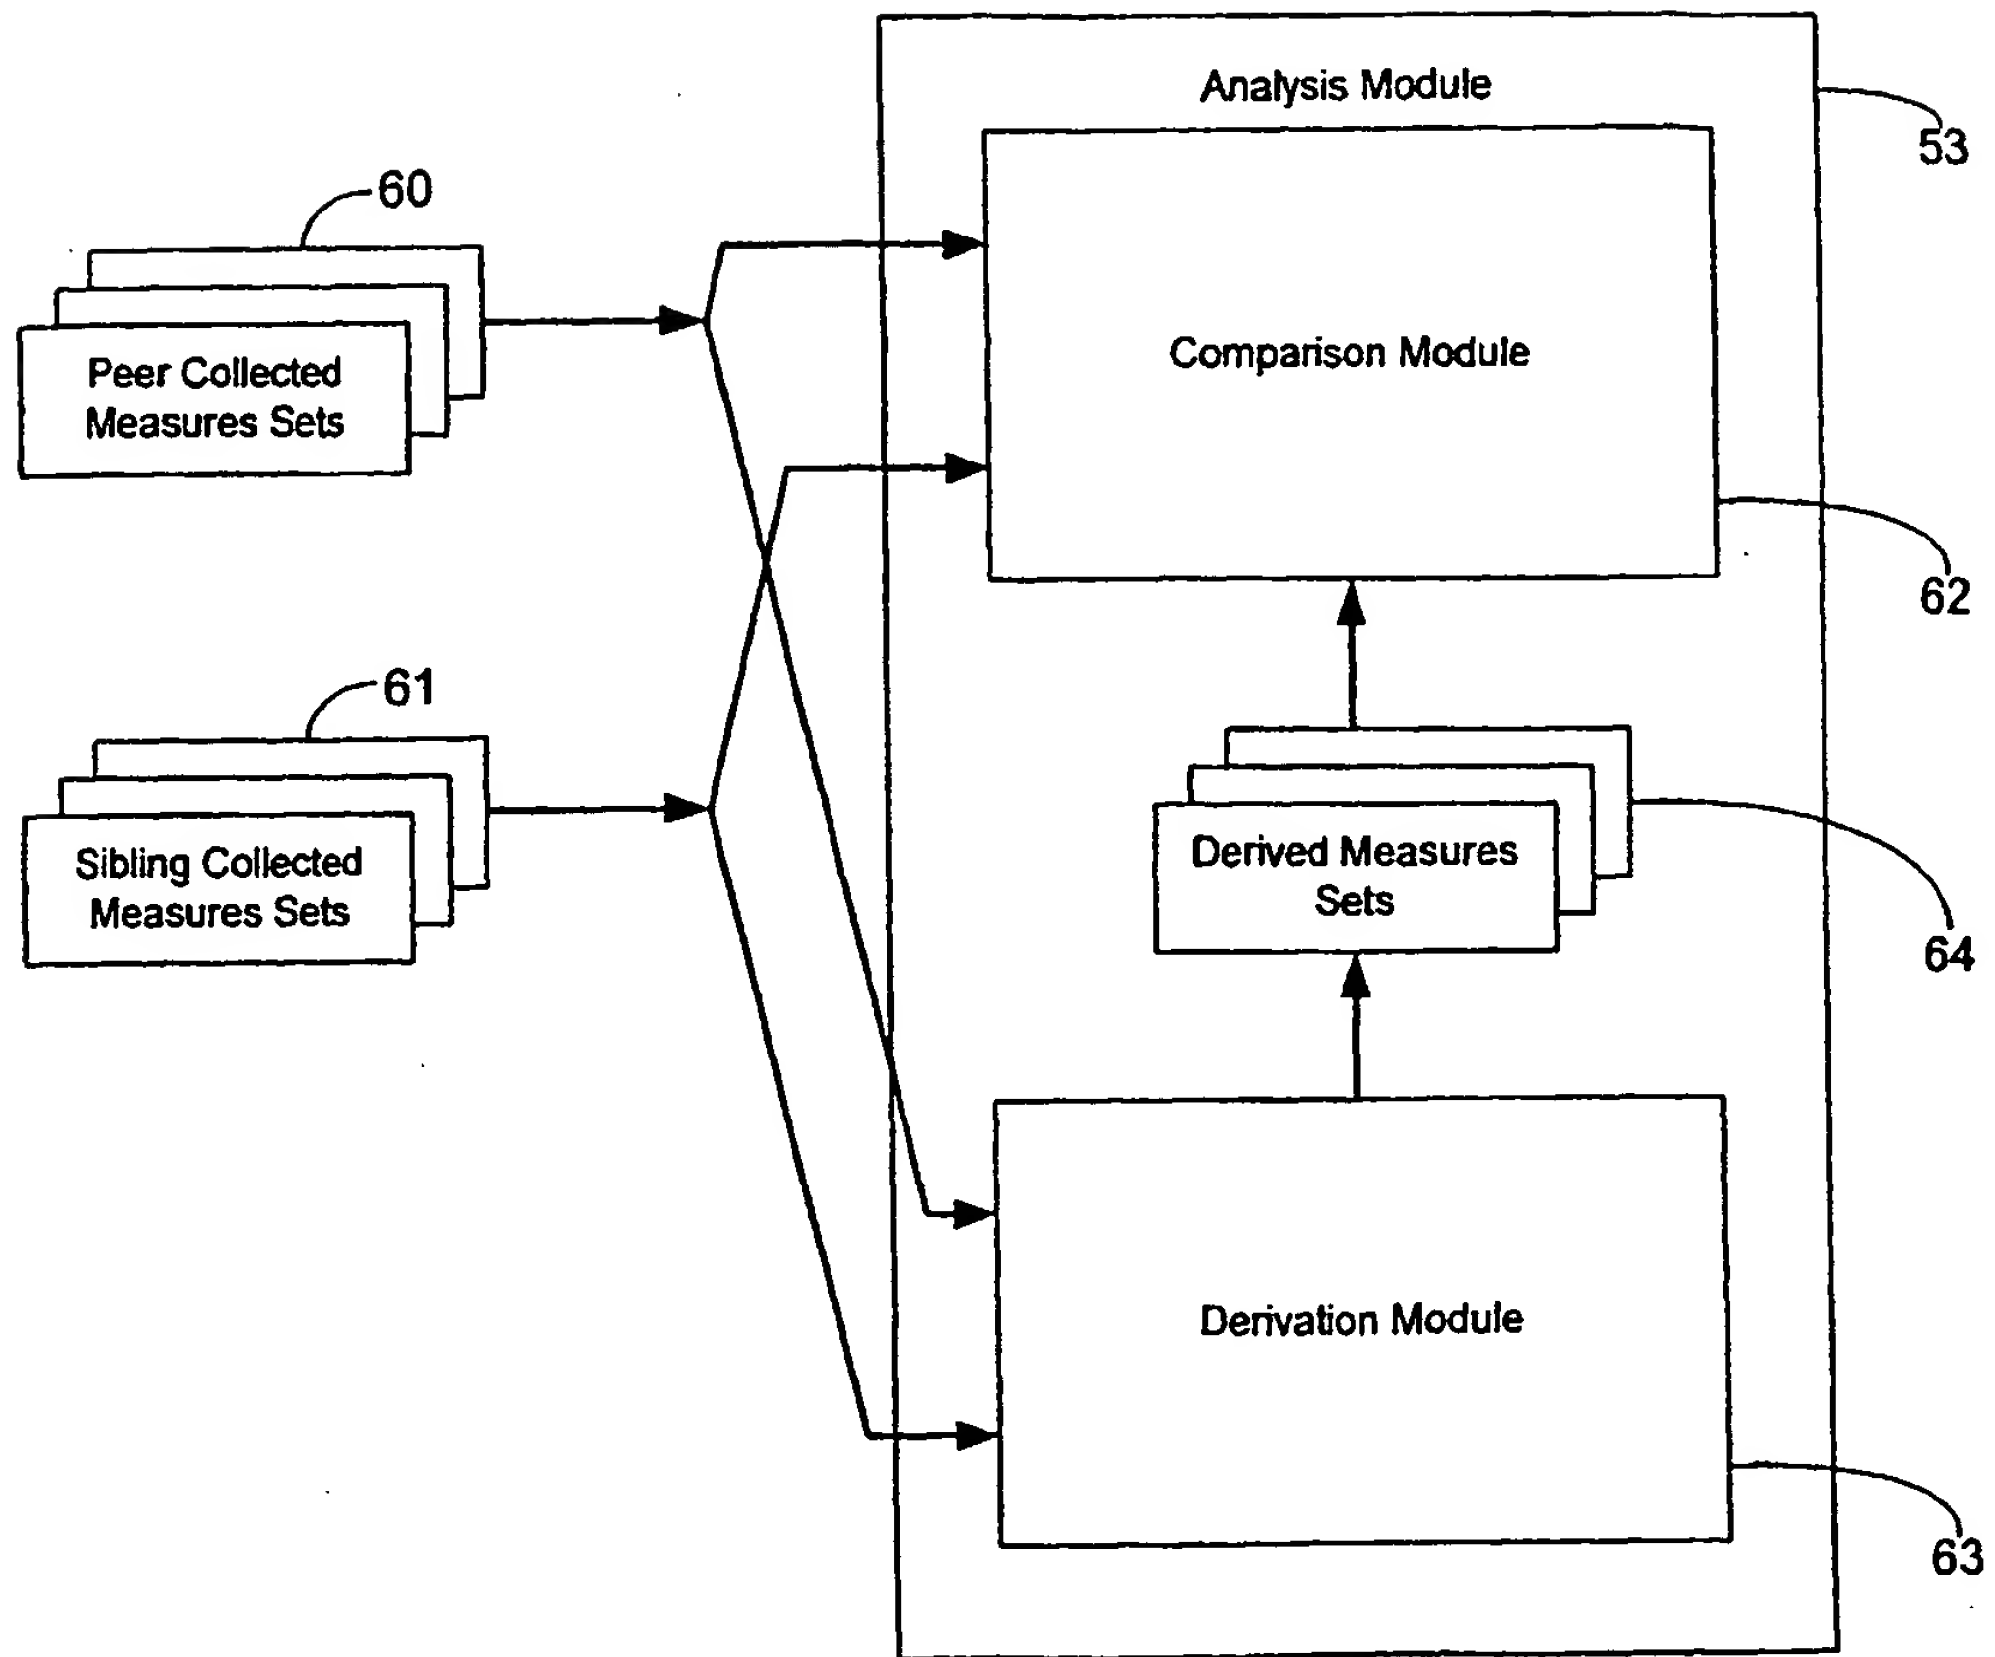 Analysis Module
53
60
Peer Collected
Measures Sets
Comparison Module
62
61
Sibling Collected
Measures Sets
Derived Measures
Sets
64
Derivation Module
63